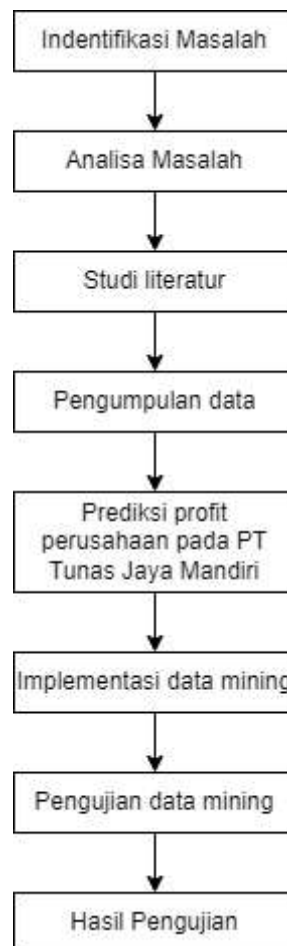 Indentifikasi Masalah
Analisa Masalah
Studi literatur
Pengumpulan data
Prediksi profit
perusahaan pada PT
Tunas Jaya Mandiri
Implementasi data mining
Pengujian data mining
Hasil Pengujian